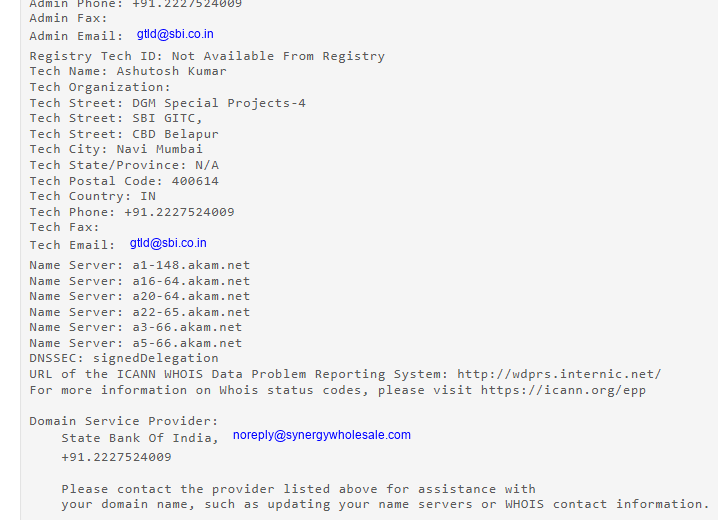 Admin Phone: +91.2227524009
Admin Fax:
Admin Email: gtld@sbi.co.in
Registry Tech ID: Not Available From Registry
Tech Name: Ashutosh Kumar
Tech Organization:
Tech Street: DGM Special Projects-4
Tech Street: SBI GITC,
Tech Street: CBD Belapur
Tech City: Navi Mumbai
Tech State/Province: N/A
Tech Postal Code: 400614
Tech Country: IN
Tech Phone: +91.2227524009
Tech Fax:
Tech Email: gtld@sbi.co.in
Name Server: a1-148.akam.net
Name Server: a16-64.akam.net
Name Server: a20-64.akam.net
Name Server: a22-65.akam.net
Name Server: a3-66.akam.net
Name Server: a5-66.akam.net
DNSSEC: signedDelegation
URL of the ICANN WHOIS Data Problem Reporting System: http://wdprs.internic.net/
For more information on Whois status codes, please visit https://icann.org/epp
Domain Service Provider:
State Bank Of India, noreply@synergywholesale.com
+91.2227524009
Please contact the provider listed above for assistance with
your domain name, such as updating your name servers or WHOIS contact information.